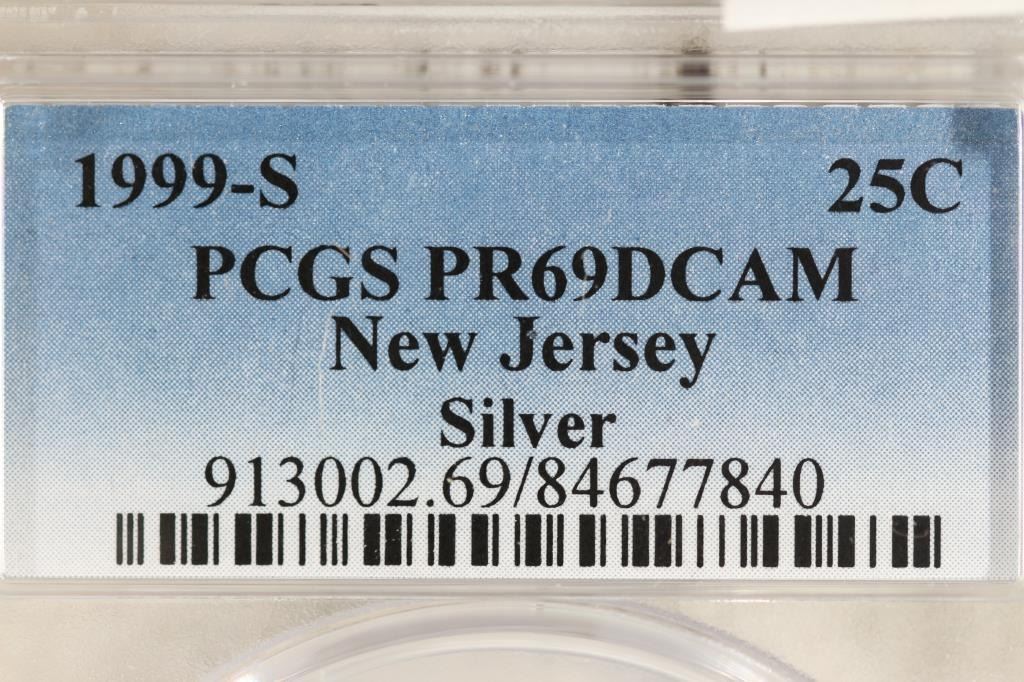 1999-S 25C
PCGS PR69DCAM
New Jersey
Silver
913002.69/84677840